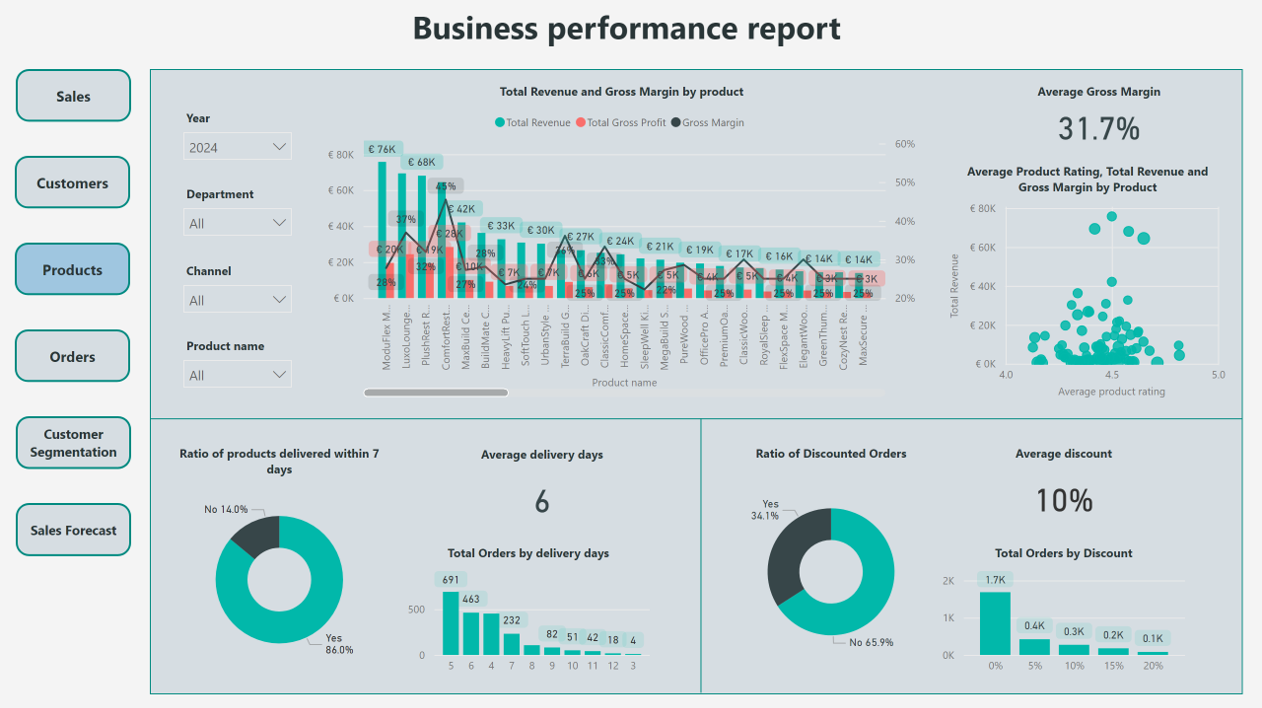 Business performance report
Sales
Customers
Products
Orders
Customer
Segmentation
Sales Forecast
Year
2024
Department
All
Channel
All
Product name
All
Total Revenue and Gross Margin by product
Total Revenue Total Gross Profit Gross Margin
€ 80K
€ 60K
€ 40K
€ 20K
€ 0K
60%
50%
40%
30%
20%
€ 76K
€ 68K
45%
€ 42K
37%
€ 33K
€ 30K
€ 28K
€ 27K
€ 24K
€ 21K
€ 19K
€ 17K
€ 16K
€ 14K
€ 14K
€ 20K
€ 19K
28%
32%
€ 10K
27%
28%
€ 7K
24%
€ 7K
25%
€ 5K
€ 5K
22%
25%
€ 5K
25%
25%
€ 3K
25%
ModuFlex M...
LuxoLounge...
PlushRest R...
ComfortRest...
MaxBuild Ce...
BuildMate C...
HeavyLift Pu...
SoftTouch L...
UrbanStyle ...
TerraBuild G...
OakCraft Di...
ClassicComf...
HomeSpace...
SleepWell Ki...
MegaBuild S...
PureWood ...
OfficePro A...
PremiumOa...
ClassicWoo...
RoyalSleep ...
FlexSpace M...
ElegantWoo...
GreenThum...
CozyNest Re...
MaxSecure ...
Product name
Average Gross Margin
31.7%
Average Product Rating, Total Revenue and
Gross Margin by Product
Total Revenue
€ 80K
€ 60K
€ 40K
€ 20K
€ 0K
4.0 4.5 5.0
Average product rating
Ratio of products delivered within 7
days
No 14.0%
Yes
86.0%
Average delivery days
6
Total Orders by delivery days
500
0
691
463
232
82
51
42
18
4
5 6 4 7 8 9 10 11 12 3
Ratio of Discounted Orders
Yes
34.1%
No 65.9%
Average discount
10%
Total Orders by Discount
2K
1K
0K
1.7K
0.4K
0.3K
0.2K
0.1K
0% 5% 10% 15% 20%